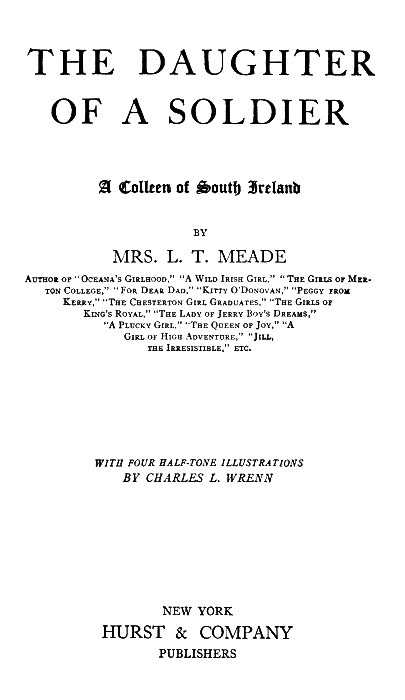 THE DAUGHTER
OF A SOLDIER
A Colleen of South Ireland
BY
MRS. L. T. MEADE
AUTHOR OF "OCEANA'S GIRLHOOD," "A WILD IRISH GIRL," "THE GIRLS OF MER-
TON COLLEGE," "FOR DEAR DAD," "KITTY O'DONOVAN," "PEGGY FROM
KERRY," "THE CHESTERTON GIRL GRADUATES," "THE GIRLS OF
KING'S ROYAL," "THE LADY OF JERRY BOY'S DREAMS,"
"A PLUCKY GIRL," "THE QUEEN OF JOY," "A
GIRL OF HIGH ADVENTURE," "JILL,
THE IRRESISTIBLE," ETC.
WITH FOUR HALF-TONE ILLUSTRATIONS
BY CHARLES L. WRENN
NEW YORK
HURST & COMPANY
PUBLISHERS